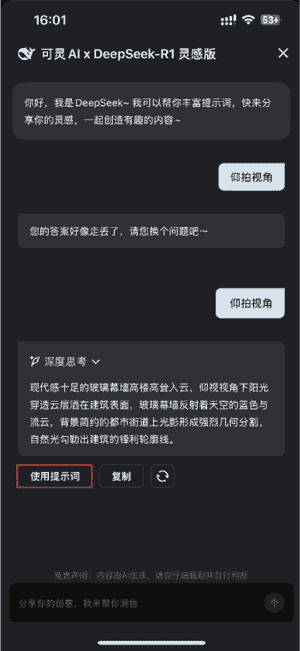 16:01
53+
可灵 AI x DeepSeek-R1 灵感版
你好，我是DeepSeek~ 我可以帮你丰富提示词，快来分
享你的灵感，一起创造有趣的内容~
仰拍视角
您的答案好像走丢了，请您换个问题吧~
仰拍视角
深度思考
现代感十足的玻璃幕墙高楼高耸入云，仰视视角下阳光
穿透云层洒在建筑表面，玻璃幕墙反射着天空的蓝色与
流云，背景简约的都市街道上光影形成强烈几何分割，
自然光勾勒出建筑的锋利轮廓线。
使用提示词
复制
免责声明：内容由AI生成，请您仔细甄别并自行判断
分享你的创意，我来帮你润色